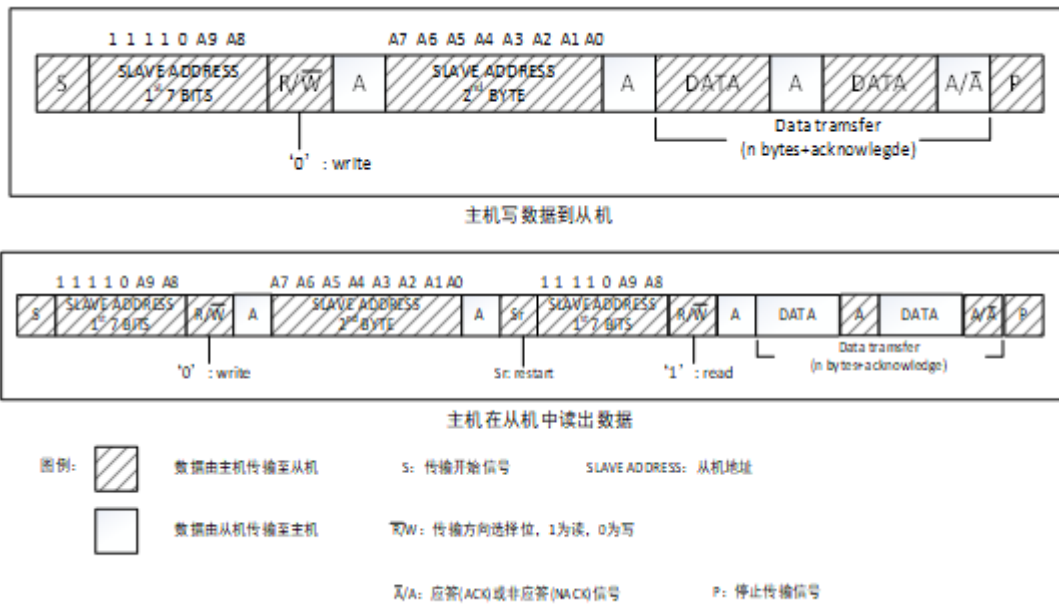 1 1 1 1 0 A9 A8 A7 A6 A5 A4 A3 A2 A1 A0
S SLAVE ADDRESS 1st 7 BITS R/W̅ A SLAVE ADDRESS 2nd BYTE A DATA A DATA A/A̅ P
Data tramsfer
(n bytes+acknowlegde)
‘0’ : write
主机写数据到从机
1 1 1 1 0 A9 A8 A7 A6 A5 A4 A3 A2 A1 A0 1 1 1 1 0 A9 A8
S SLAVE ADDRESS 1st 7 BITS R/W̅ A SLAVE ADDRESS 2nd BYTE A Sr SLAVE ADDRESS 1st 7 BITS R/W̅ A DATA A DATA A/A̅ P
Data tramsfer
(n bytes+acknowledge)
‘0’ : write Sr: restart ‘1’ : read
主机在从机中读出数据
图例: 数据由主机传输至从机 S: 传输开始信号 SLAVE ADDRESS: 从机地址
数据由从机传输至主机 R̅/W: 传输方向选择位，1为读，0为写
A̅/A: 应答(ACK)或非应答(NACK)信号 P: 停止传输信号